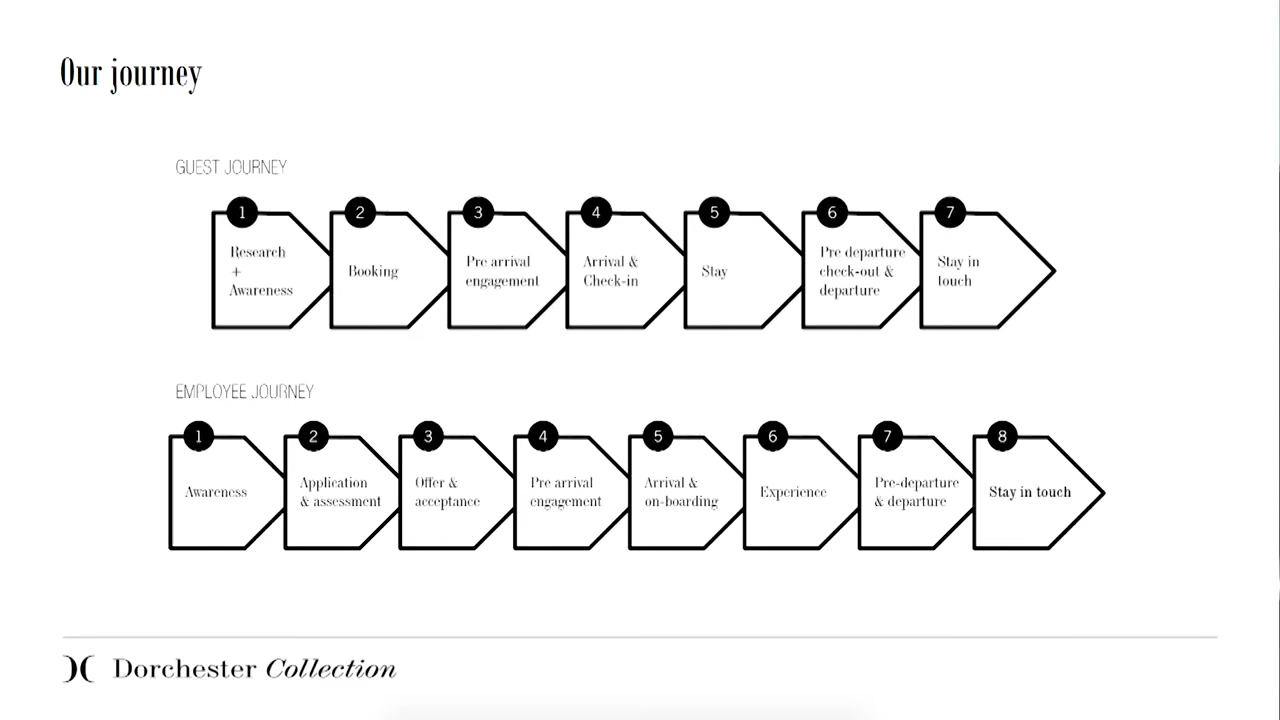 Our journey
GUEST JOURNEY
1
Research
+
Awareness
2
Booking
3
Pre arrival
engagement
4
Arrival &
Check-in
5
Stay
6
Pre departure
check-out &
departure
7
Stay in
touch
EMPLOYEE JOURNEY
1
Awareness
2
Application
& assessment
3
Offer &
acceptance
4
Pre arrival
engagement
5
Arrival &
on-boarding
6
Experience
7
Pre-departure
& departure
8
Stay in touch
Dorchester Collection